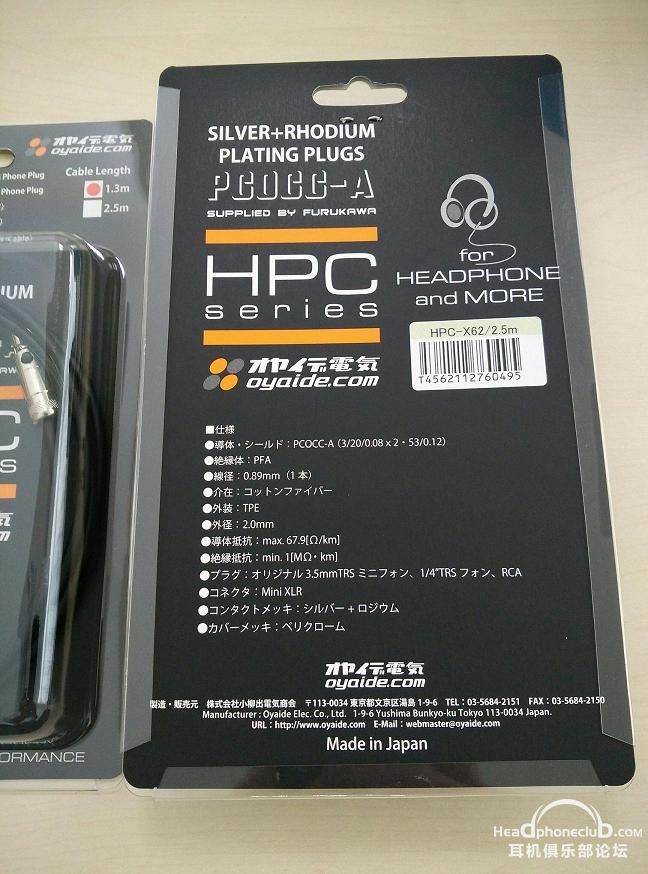 オヤイデ電気
oyaide.com
Phone Plug
Phone Plug
Cable Length
1.3m
2.5m
IUM
C
es
ORMANCE
SILVER+RHODIUM
PLATING PLUGS
PCOCC-A
SUPPLIED BY FURUKAWA
HPC
series
for
HEADPHONE
and MORE
HPC-X62/2.5m
T4562112760495
オヤイデ電気
oyaide.com
■仕様
●導体・シールド：PCOCC-A (3/20/0.08 x 2・53/0.12)
●絶縁体：PFA
●線径：0.89mm（1本）
●介在：コットンファイバー
●外装：TPE
●外径：2.0mm
●導体抵抗：max. 67.9[Ω/km]
●絶縁抵抗：min. 1[MΩ・km]
●プラグ：オリジナル 3.5mmTRS ミニフォン、1/4"TRS フォン、RCA
●コネクタ：Mini XLR
●コンタクトメッキ：シルバー + ロジウム
●カバーメッキ：ベリクローム
オヤイデ電気
oyaide.com
製造・販売元 株式会社小柳出電気商会 〒113-0034 東京都文京区湯島 1-9-6 TEL：03-5684-2151 FAX：03-5684-2150
Manufacturer : Oyaide Elec. Co., Ltd. 1-9-6 Yushima Bunkyo-ku Tokyo 113-0034 Japan.
URL : http://www.oyaide.com E-Mail : webmaster@oyaide.com
Made in Japan
Headphoneclub.com
耳机俱乐部论坛